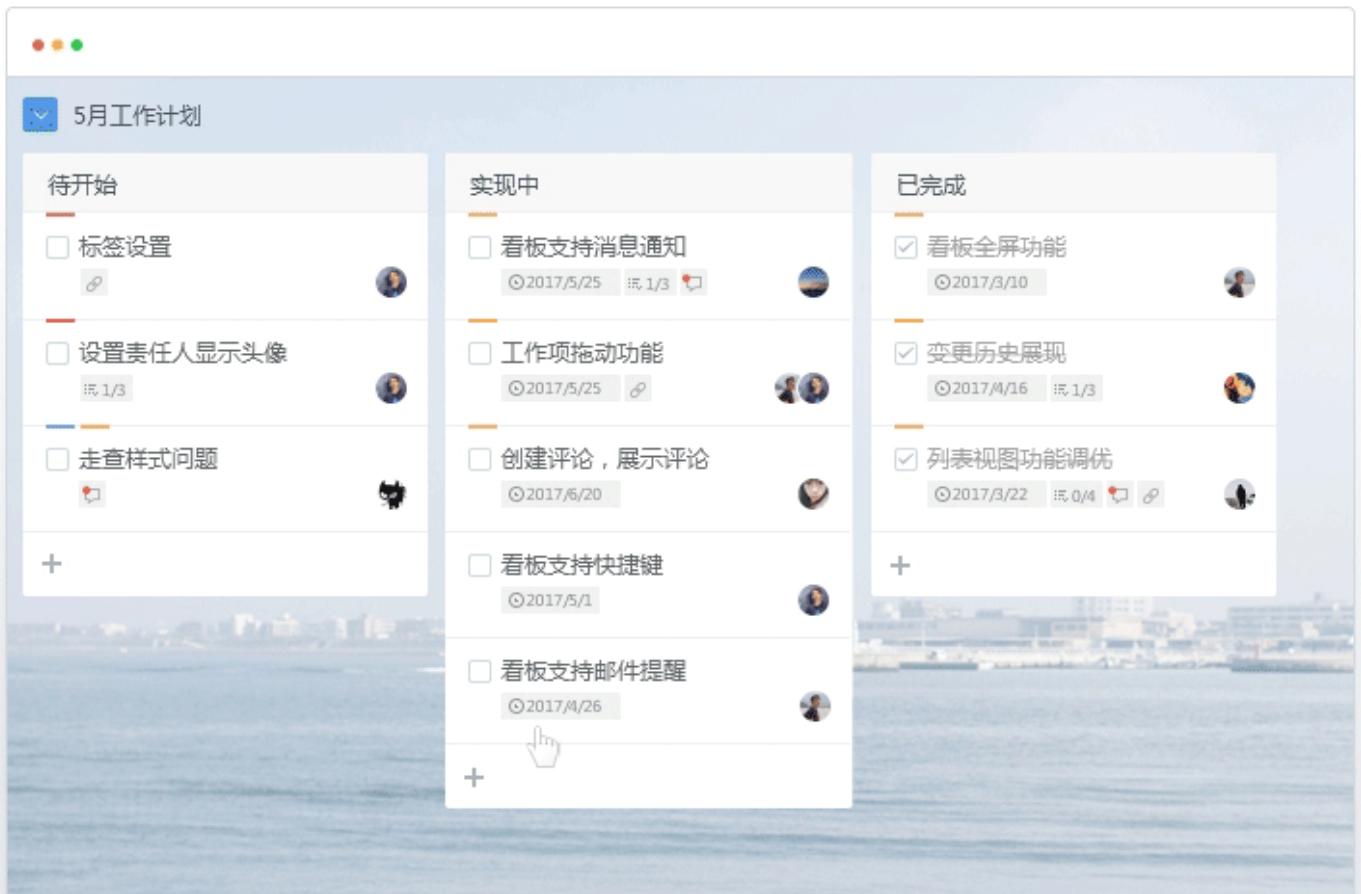 5月工作计划
待开始
标签设置
设置责任人显示头像
1/3
走查样式问题
+
实现中
看板支持消息通知
2017/5/25 1/3
工作项拖动功能
2017/5/25
创建评论，展示评论
2017/6/20
看板支持快捷键
2017/5/1
看板支持邮件提醒
2017/4/26
+
已完成
看板全屏功能
2017/3/10
变更历史展现
2017/4/16 1/3
列表视图功能调优
2017/3/22 0/4
+